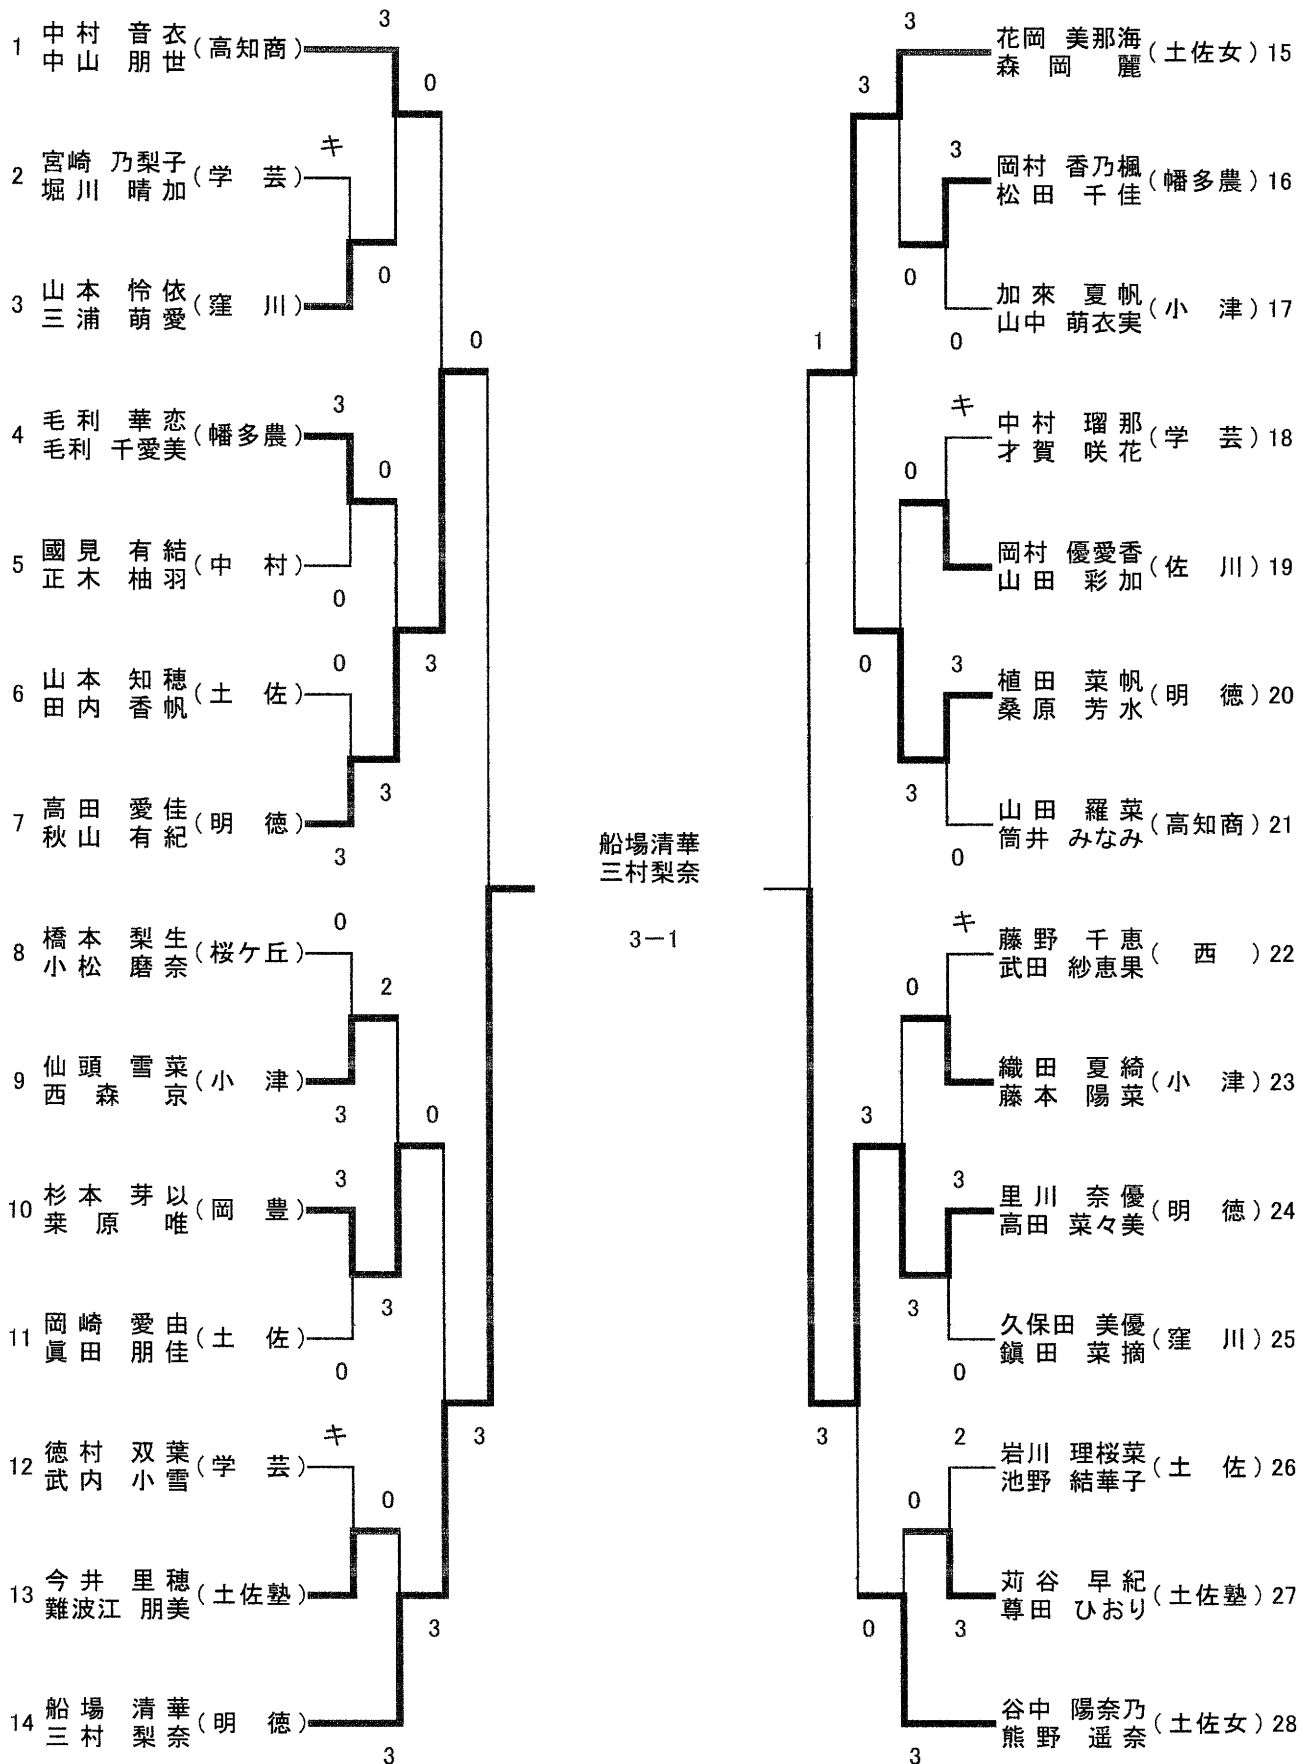 3
1 中村 音衣
中山 朋世 (高知商)
0
キ
2 宮崎 乃梨子
堀川 晴加 (学芸)
0
3 山本 怜依
三浦 萌愛 (窪川)
0
3
4 毛利 華恋
毛利 千愛美 (幡多農)
0
5 國見 有結
正木 柚羽 (中村)
0
0
3
6 山本 知穂
田内 香帆 (土佐)
3
7 高田 愛佳
秋山 有紀 (明徳)
3
0
8 橋本 梨生
小松 磨奈 (桜ケ丘)
2
9 仙頭 雪菜
西森 京 (小津)
3
0
3
10 杉本 芽以
桒原 唯 (岡豊)
3
11 岡崎 愛由
眞田 朋佳 (土佐)
0
3
キ
12 徳村 双葉
武内 小雪 (学芸)
0
13 今井 里穂
難波江 朋美 (土佐塾)
3
14 船場 清華
三村 梨奈 (明徳)
3
船場清華
三村梨奈
3－1
3
花岡 美那海
森岡 麗 (土佐女) 15
3
3
岡村 香乃楓
松田 千佳 (幡多農) 16
0
加來 夏帆
山中 萌衣実 (小津) 17
0
1
キ
中村 瑠那
才賀 咲花 (学芸) 18
0
岡村 優愛香
山田 彩加 (佐川) 19
0
3
植田 菜帆
桑原 芳水 (明徳) 20
3
山田 羅菜
筒井 みなみ (高知商) 21
0
キ
藤野 千恵
武田 紗恵果 (西) 22
0
織田 夏綺
藤本 陽菜 (小津) 23
3
3
里川 奈優
高田 菜々美 (明徳) 24
3
久保田 美優
鎭田 菜摘 (窪川) 25
0
3
2
岩川 理桜菜
池野 結華子 (土佐) 26
0
苅谷 早紀
尊田 ひおり (土佐塾) 27
0
3
谷中 陽奈乃
熊野 遥奈 (土佐女) 28
3